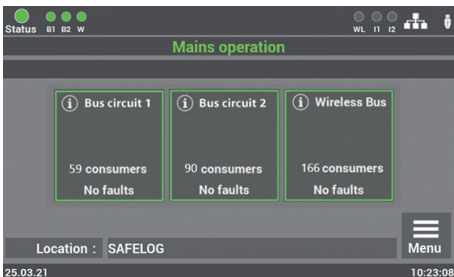 Status B1 B2 W WL I1 I2
Mains operation
Bus circuit 1
59 consumers
No faults
Bus circuit 2
90 consumers
No faults
Wireless Bus
166 consumers
No faults
Location : SAFELOG
Menu
25.03.21 10:23:08